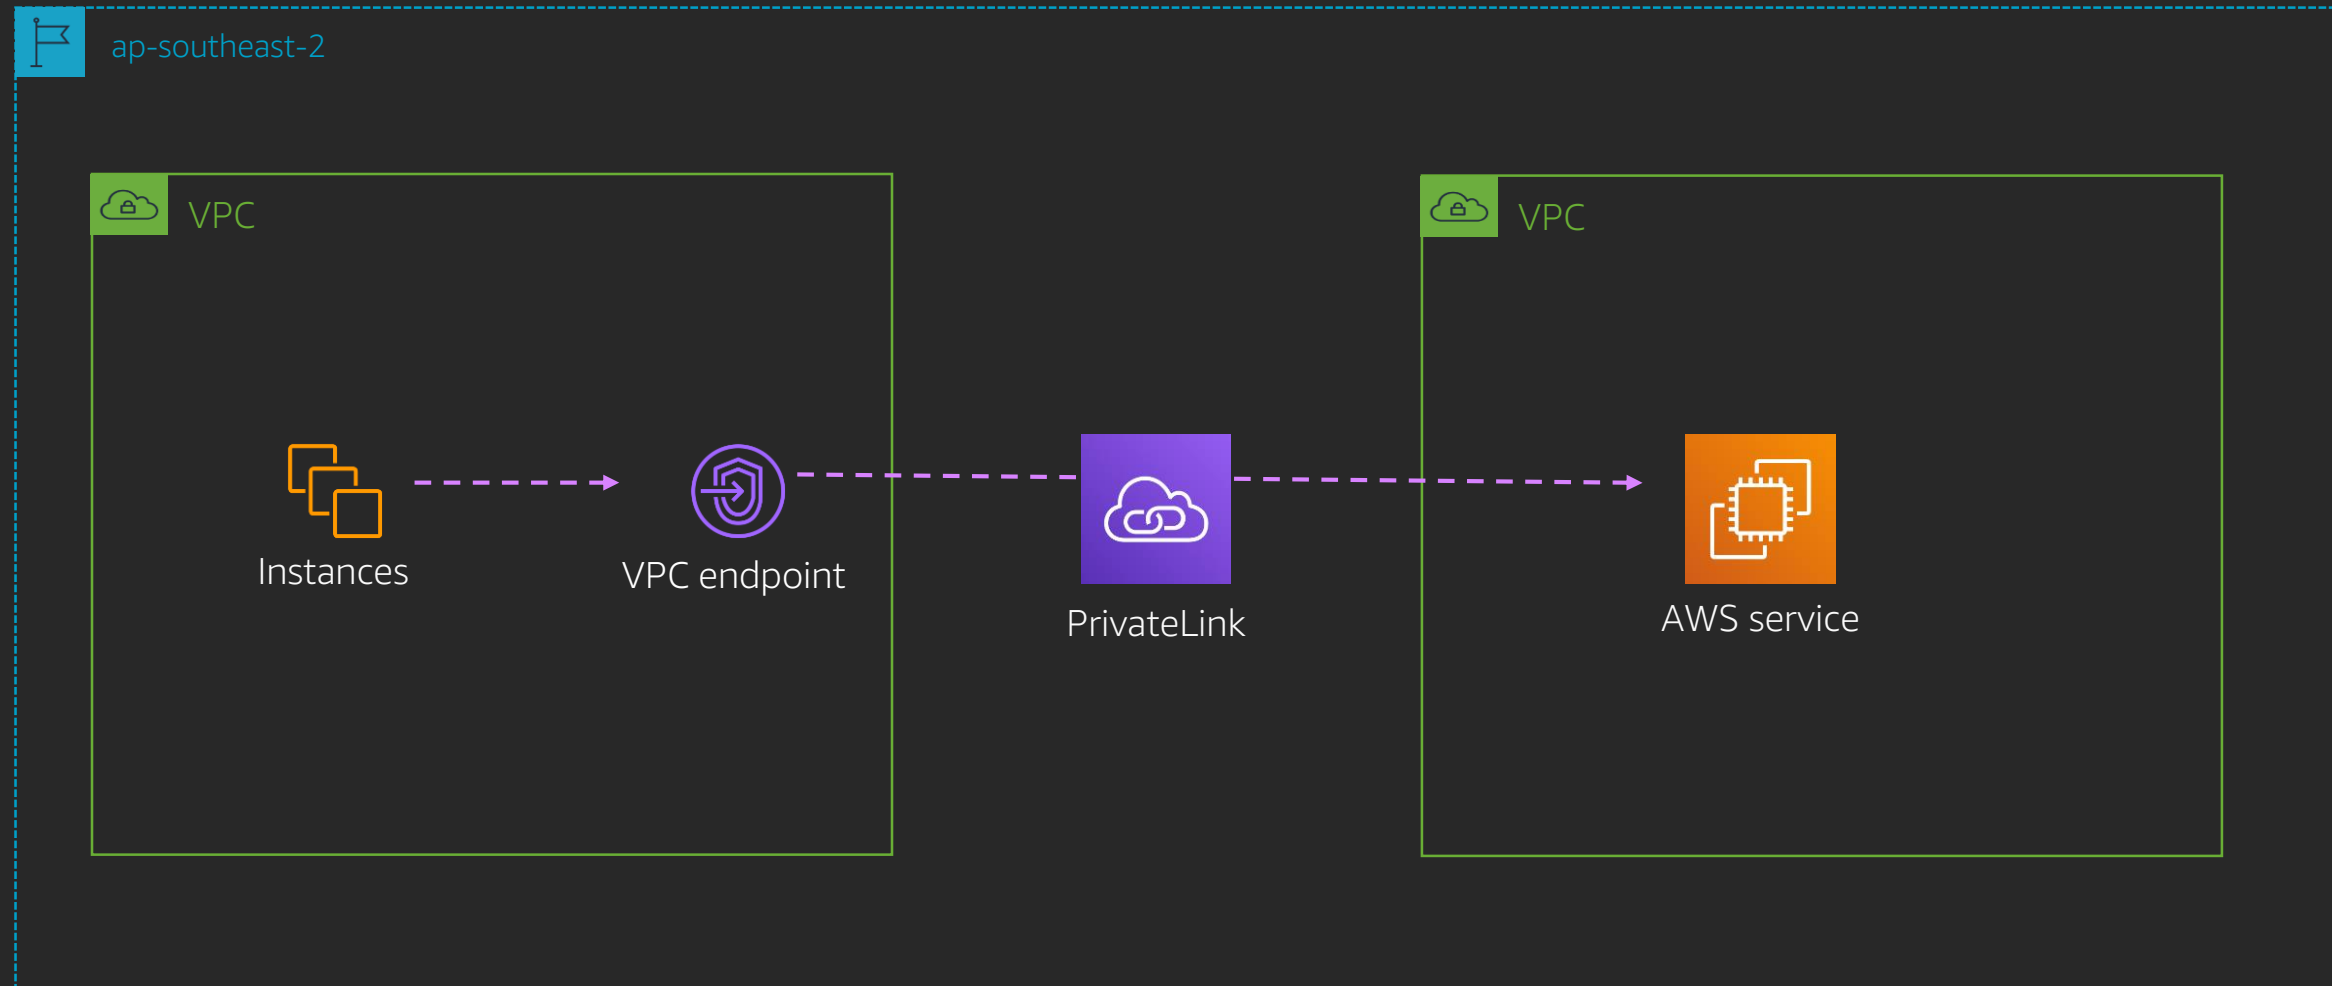 ap-southeast-2
VPC
VPC
Instances
VPC endpoint
PrivateLink
AWS service